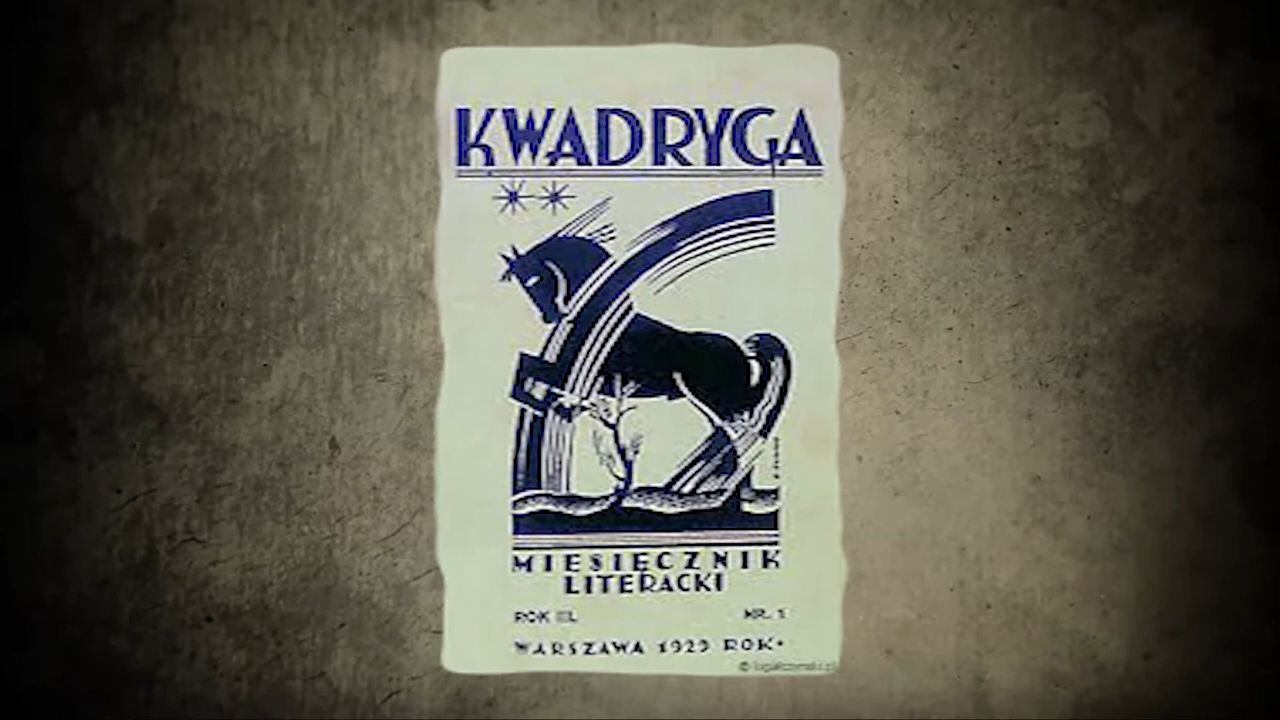 KWADRYGA
MIESIĘCZNIK
LITERACKI
ROK III. NR. 1
WARSZAWA 1929 ROK.